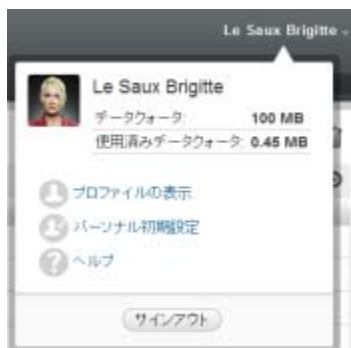 Le Saux Brigitte
Le Saux Brigitte
データクォータ: 100 MB
使用済みデータクォータ: 0.45 MB
プロファイルの表示
パーソナル初期設定
ヘルプ
サインアウト